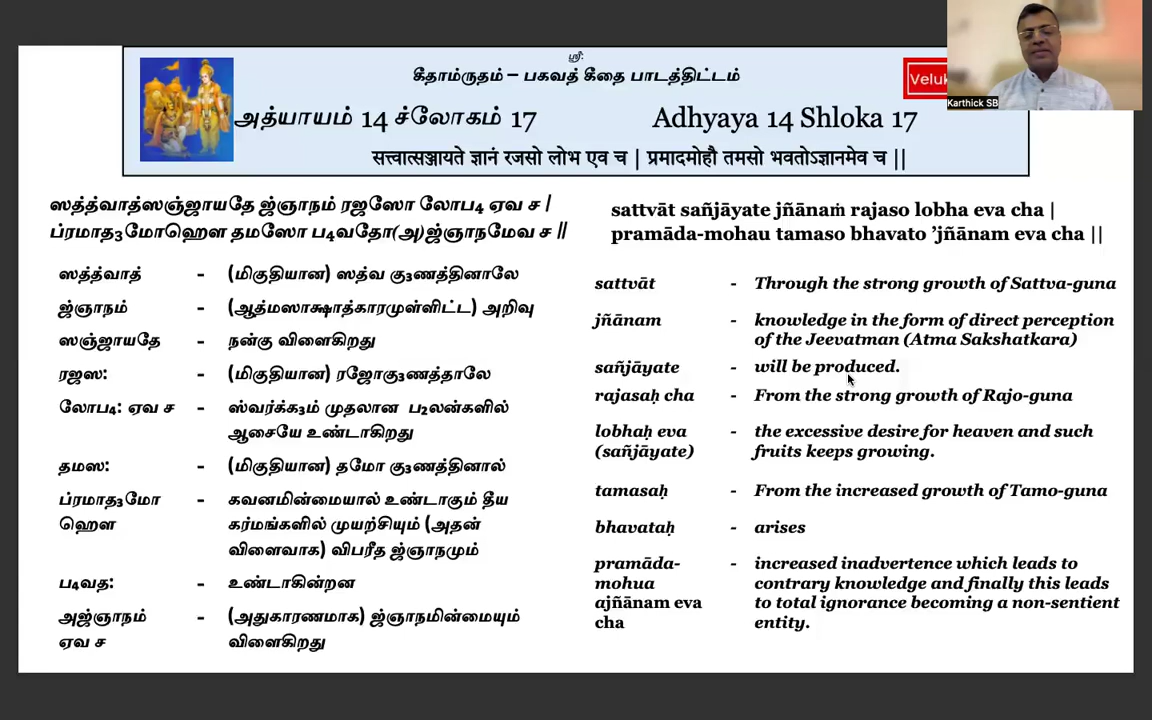 ஸ்ரீ:
கீதாம்ருதம் – பகவத் கீதை பாடத்திட்டம்
Veluk
Karthick SB
அத்யாயம் 14 ச்லோகம் 17 Adhyaya 14 Shloka 17
सत्त्वात्सञ्जायते ज्ञानं रजसो लोभ एव च | प्रमादमोहौ तमसो भवतोऽज्ञानमेव च ||
ஸத்த்வாத்ஸஞ்ஜாயதே ஜ்ஞாநம் ரஜஸோ லோப4 ஏவ ச |
ப்ரமாத3மோஹௌ தமஸோ ப4வதோ(அ)ஜ்ஞாநமேவ ச ||
ஸத்த்வாத் - (மிகுதியான) ஸத்வ கு3ணத்தினாலே
ஜ்ஞாநம் - (ஆத்மஸாக்ஷாத்காரமுள்ளிட்ட) அறிவு
ஸஞ்ஜாயதே - நன்கு விளைகிறது
ரஜஸ: - (மிகுதியான) ரஜோகு3ணத்தாலே
லோப4: ஏவ ச - ஸ்வர்க்க3ம் முதலான ப2லன்களில்
ஆசையே உண்டாகிறது
தமஸ: - (மிகுதியான) தமோ கு3ணத்தினால்
ப்ரமாத3மோ - கவனமின்மையால் உண்டாகும் தீய
ஹௌ கர்மங்களில் முயற்சியும் (அதன்
விளைவாக) விபரீத ஜ்ஞாநமும்
ப4வத: - உண்டாகின்றன
அஜ்ஞாநம் - (அதுகாரணமாக) ஜ்ஞாநமின்மையும்
ஏவ ச விளைகிறது
sattvāt sañjāyate jñānaṁ rajaso lobha eva cha |
pramāda-mohau tamaso bhavato ’jñānam eva cha ||
sattvāt - Through the strong growth of Sattva-guna
jñānam - knowledge in the form of direct perception
of the Jeevatman (Atma Sakshatkara)
sañjāyate - will be produced.
rajasaḥ cha - From the strong growth of Rajo-guna
lobhaḥ eva - the excessive desire for heaven and such
(sañjāyate) fruits keeps growing.
tamasaḥ - From the increased growth of Tamo-guna
bhavataḥ - arises
pramāda- - increased inadvertence which leads to
mohua contrary knowledge and finally this leads
ajñānam eva to total ignorance becoming a non-sentient
cha entity.